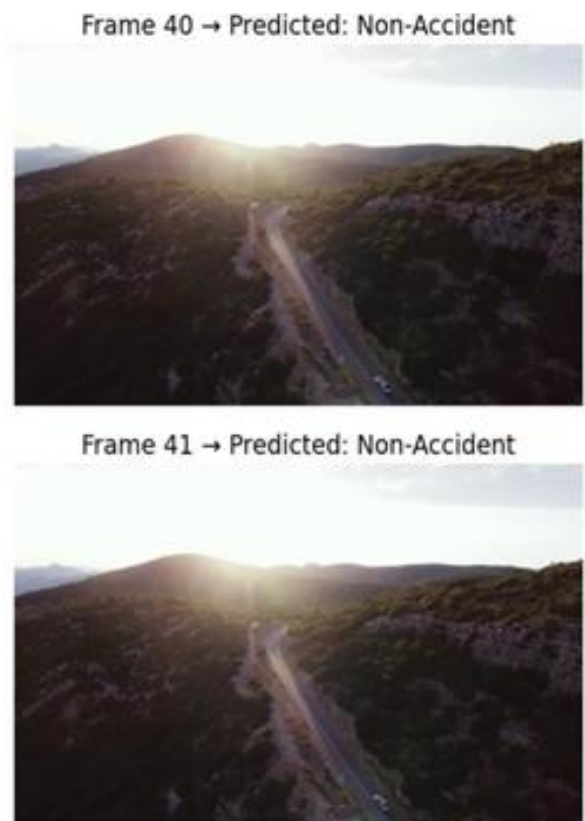 Frame 40 → Predicted: Non-Accident
Frame 41 → Predicted: Non-Accident